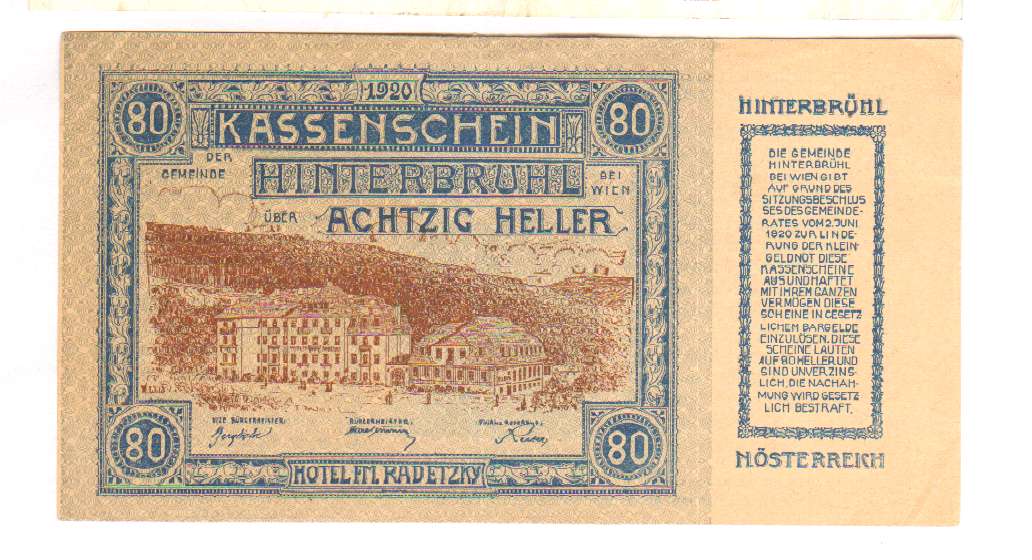 1920
80 KASSENSCHEIN 80
DER GEMEINDE HINTERBRÜHL BEI WIEN
ÜBER ACHTZIG HELLER
VIZE BÜRGERMEISTER: BÜRGERMEISTER:
80 80
HOTEL FM. RADETZKY
HINTERBRÜHL
DIE GEMEINDE
HINTERBRÜHL
BEI WIEN GIBT
AUF GRUND DES
SITZUNGSBESCHLUS
SES DES GEMEINDE-
RATES VOM 2. JUNI
1920 ZUR LINDE-
RUNG DER KLEIN-
GELDNOT DIESE
KASSENSCHEINE
AUS UND HAFTET
MIT IHREM GANZEN
VERMÖGEN DIESE
SCHEINE IN GESETZ
LICHEM BARGELDE
EINZULÖSEN. DIESE
SCHEINE LAUTEN
AUF 80 HELLER UND
SIND UNVERZINS-
LICH, DIE NACHAH-
MUNG WIRD GESETZ
LICH BESTRAFT.
N.ÖSTERREICH